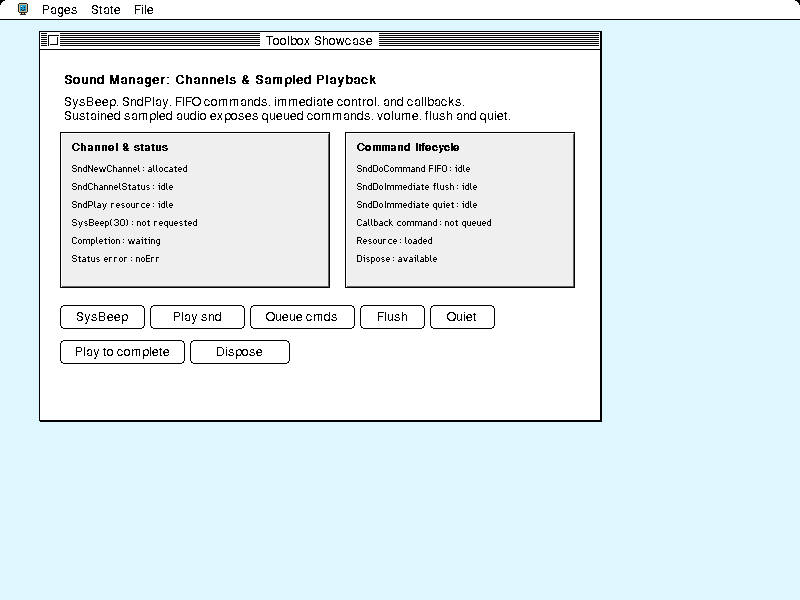 Pages State File
Toolbox Showcase
Sound Manager: Channels & Sampled Playback
SysBeep. SndPlay. FIFO commands. immediate control. and callbacks.
Sustained sampled audio exposes queued commands. volume. flush and quiet.
Channel & status
SndNewChannel: allocated
SndChannelStatus: idle
SndPlay resource: idle
SysBeep(30): not requested
Completion: waiting
Status error: noErr
Command lifecycle
SndDoCommand FIFO: idle
SndDoImmediate flush: idle
SndDoImmediate quiet: idle
Callback command: not queued
Resource: loaded
Dispose: available
SysBeep Play snd Queue cmds Flush Quiet
Play to complete Dispose